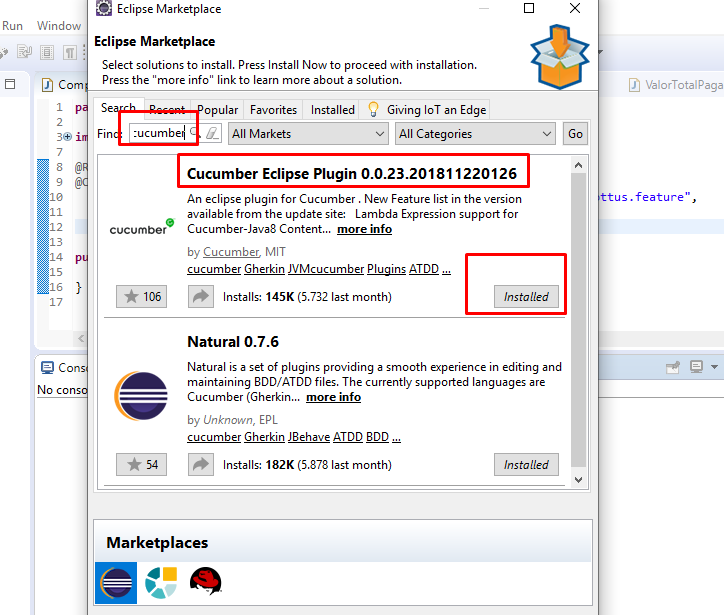 Eclipse Marketplace
Run Window
Eclipse Marketplace
Select solutions to install. Press Install Now to proceed with installation.
Press the "more info" link to learn more about a solution.
Comp
ValorTotalPaga
Search Recent Popular Favorites Installed Giving IoT an Edge
Find: cucumber All Markets All Categories Go
1 pa
2
3 im
7
8 @R
9 @C
10 ottus.feature",
11
12
13
14 pu
15
16 }
17
Cucumber Eclipse Plugin 0.0.23.201811220126
An eclipse plugin for Cucumber . New Feature list in the version
available from the update site: Lambda Expression support for
Cucumber-Java8 Content... more info
cucumber
by Cucumber, MIT
cucumber Gherkin JVMcucumber Plugins ATDD ...
106 Installs: 145K (5.732 last month) Installed
Natural 0.7.6
Natural is a set of plugins providing a smooth experience in editing and
maintaining BDD/ATDD files. The currently supported languages are
Cucumber (Gherkin... more info
by Unknown, EPL
cucumber Gherkin JBehave ATDD BDD ...
54 Installs: 182K (5.878 last month) Installed
Conso
No conso
Marketplaces